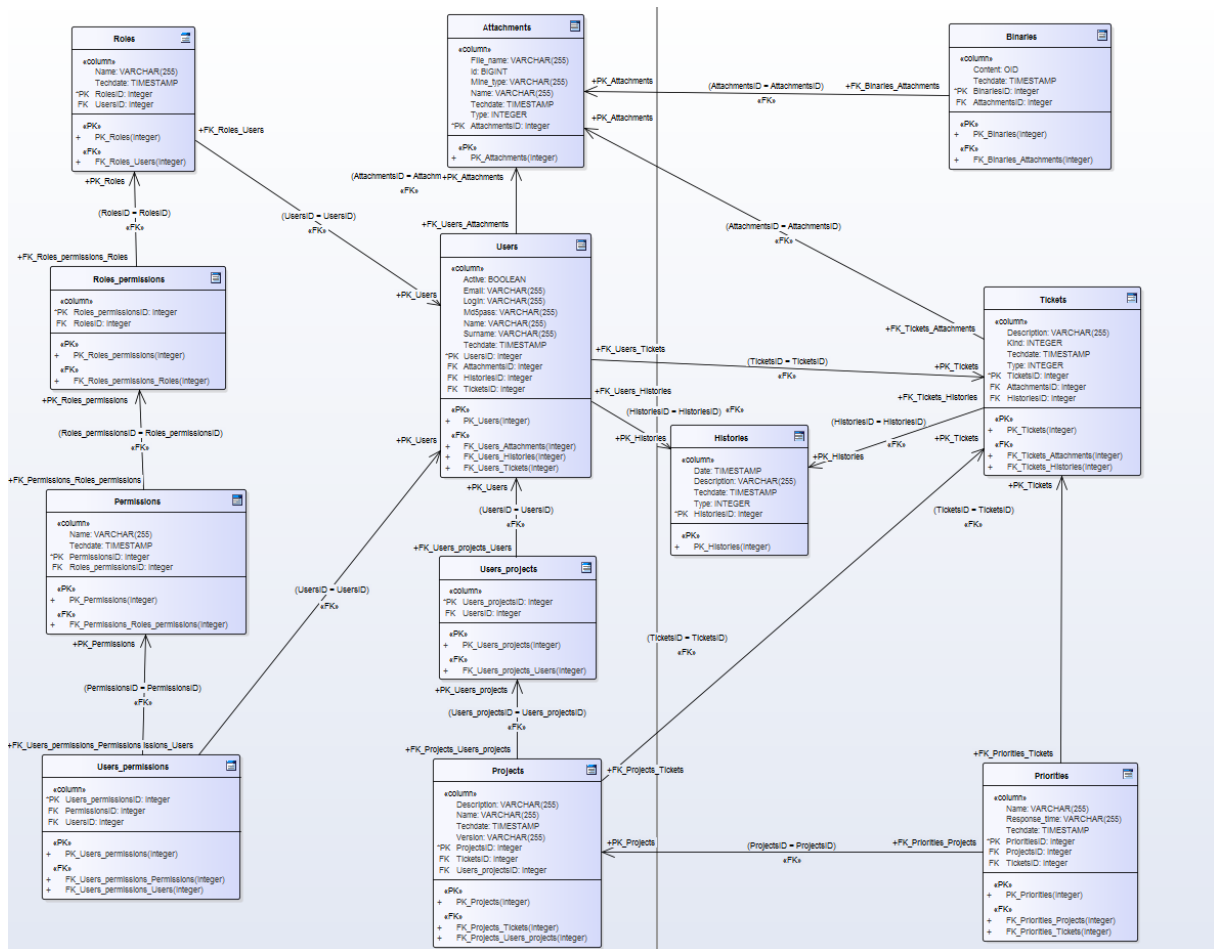 Roles
«column»
Name: VARCHAR(255)
Techdate: TIMESTAMP
*PK RolesID: Integer
FK UsersID: Integer
«PK»
+ PK_Roles(Integer)
«FK»
+ FK_Roles_Users(Integer)
+FK_Roles_Users
+PK_Roles
(RolesID = RolesID)
«FK»
+FK_Roles_permissions_Roles
(UsersID = UsersID)
«FK»
+PK_Users
Attachments
«column»
File_name: VARCHAR(255)
Id: BIGINT
Mine_type: VARCHAR(255)
Name: VARCHAR(255)
Techdate: TIMESTAMP
Type: INTEGER
*PK AttachmentsID: Integer
«PK»
+ PK_Attachments(Integer)
+PK_Attachments
(AttachmentsID = AttachmentsID)
«FK»
+FK_Binaries_Attachments
+PK_Attachments
Binaries
«column»
Content: OID
Techdate: TIMESTAMP
*PK BinariesID: Integer
FK AttachmentsID: Integer
«PK»
+ PK_Binaries(Integer)
«FK»
+ FK_Binaries_Attachments(Integer)
(AttachmentsID = Attachm
+PK_Attachments
«FK»
+FK_Users_Attachments
(AttachmentsID = AttachmentsID)
«FK»
+FK_Tickets_Attachments
Roles_permissions
«column»
*PK Roles_permissionsID: Integer
FK RolesID: Integer
«PK»
+ PK_Roles_permissions(Integer)
«FK»
+ FK_Roles_permissions_Roles(Integer)
+PK_Roles_permissions
(Roles_permissionsID = Roles_permissionsID)
«FK»
+FK_Permissions_Roles_permissions
Users
«column»
Active: BOOLEAN
Email: VARCHAR(255)
Login: VARCHAR(255)
Md5pass: VARCHAR(255)
Name: VARCHAR(255)
Surname: VARCHAR(255)
Techdate: TIMESTAMP
*PK UsersID: Integer
FK AttachmentsID: Integer
FK HistoriesID: Integer
FK TicketsID: Integer
«PK»
+ PK_Users(Integer)
«FK»
+ FK_Users_Attachments(Integer)
+ FK_Users_Histories(Integer)
+ FK_Users_Tickets(Integer)
+FK_Users_Tickets
(TicketsID = TicketsID)
«FK»
+PK_Tickets
+FK_Users_Histories
(HistoriesID = HistoriesID)
«FK»
+PK_Histories
Tickets
«column»
Description: VARCHAR(255)
Kind: INTEGER
Techdate: TIMESTAMP
Type: INTEGER
*PK TicketsID: Integer
FK AttachmentsID: Integer
FK HistoriesID: Integer
«PK»
+ PK_Tickets(Integer)
«FK»
+ FK_Tickets_Attachments(Integer)
+ FK_Tickets_Histories(Integer)
+FK_Tickets_Histories
(HistoriesID = HistoriesID)
«FK»
+PK_Histories
+PK_Tickets
+PK_Tickets
Histories
«column»
Date: TIMESTAMP
Description: VARCHAR(255)
Techdate: TIMESTAMP
Type: INTEGER
*PK HistoriesID: Integer
«PK»
+ PK_Histories(Integer)
+PK_Users
+PK_Users
(UsersID = UsersID)
«FK»
+FK_Users_projects_Users
(TicketsID = TicketsID)
«FK»
Permissions
«column»
Name: VARCHAR(255)
Techdate: TIMESTAMP
*PK PermissionsID: Integer
FK Roles_permissionsID: Integer
«PK»
+ PK_Permissions(Integer)
«FK»
+ FK_Permissions_Roles_permissions(Integer)
+PK_Permissions
(PermissionsID = PermissionsID)
«FK»
+FK_Users_permissions_Permissions
issions_Users
(UsersID = UsersID)
«FK»
Users_projects
«column»
*PK Users_projectsID: Integer
FK UsersID: Integer
«PK»
+ PK_Users_projects(Integer)
«FK»
+ FK_Users_projects_Users(Integer)
+PK_Users_projects
(Users_projectsID = Users_projectsID)
«FK»
+FK_Projects_Users_projects
(TicketsID = TicketsID)
«FK»
+FK_Projects_Tickets
+FK_Priorities_Tickets
Users_permissions
«column»
*PK Users_permissionsID: Integer
FK PermissionsID: Integer
FK UsersID: Integer
«PK»
+ PK_Users_permissions(Integer)
«FK»
+ FK_Users_permissions_Permissions(Integer)
+ FK_Users_permissions_Users(Integer)
Projects
«column»
Description: VARCHAR(255)
Name: VARCHAR(255)
Techdate: TIMESTAMP
Version: VARCHAR(255)
*PK ProjectsID: Integer
FK TicketsID: Integer
FK Users_projectsID: Integer
«PK»
+ PK_Projects(Integer)
«FK»
+ FK_Projects_Tickets(Integer)
+ FK_Projects_Users_projects(Integer)
+PK_Projects
(ProjectsID = ProjectsID)
«FK»
+FK_Priorities_Projects
Priorities
«column»
Name: VARCHAR(255)
Response_time: VARCHAR(255)
Techdate: TIMESTAMP
*PK PrioritiesID: Integer
FK ProjectsID: Integer
FK TicketsID: Integer
«PK»
+ PK_Priorities(Integer)
«FK»
+ FK_Priorities_Projects(Integer)
+ FK_Priorities_Tickets(Integer)